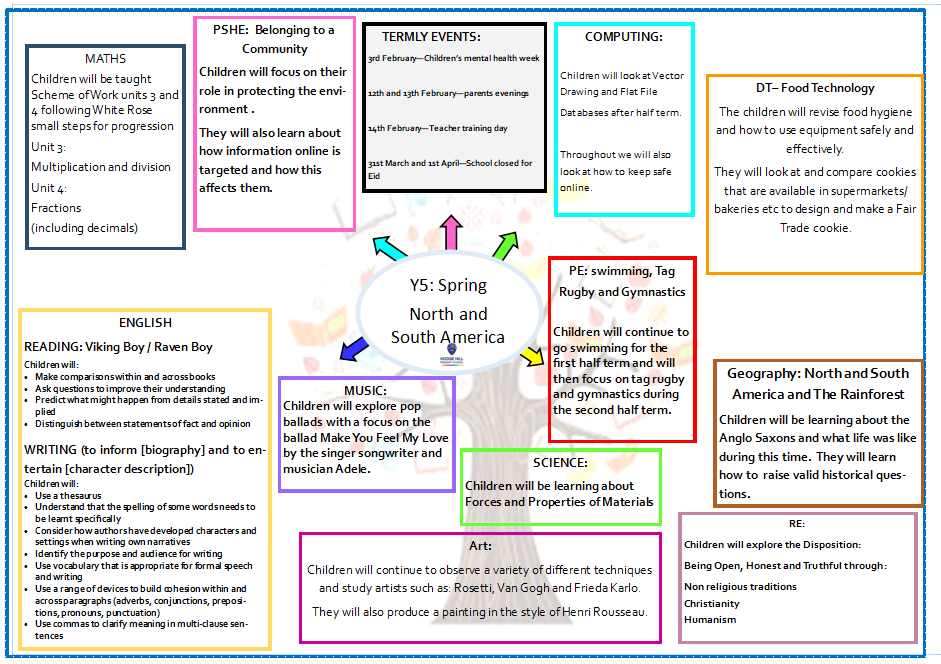 MATHS
Children will be taught
Scheme of Work units 3 and
4 following White Rose
small steps for progression
Unit 3:
Multiplication and division
Unit 4:
Fractions
(including decimals)
PSHE: Belonging to a
Community
Children will focus on their
role in protecting the envi-
ronment .
They will also learn about
how information online is
targeted and how this
affects them.
TERMLY EVENTS:
3rd February—Children's mental health week
12th and 13th February—parents evenings
14th February—Teacher training day
31st March and 1st April—School closed for
Eid
COMPUTING:
Children will look at Vector
Drawing and Flat File
Databases after half term.
Throughout we will also
look at how to keep safe
online.
DT– Food Technology
The children will revise food hygiene
and how to use equipment safely and
effectively.
They will look at and compare cookies
that are available in supermarkets/
bakeries etc to design and make a Fair
Trade cookie.
Y5: Spring
North and
South America
HODGE HILL
PRIMARY SCHOOL
PE: swimming, Tag
Rugby and Gymnastics
Children will continue to
go swimming for the
first half term and will
then focus on tag rugby
and gymnastics during
the second half term.
ENGLISH
READING: Viking Boy / Raven Boy
Children will:
• Make comparisons within and across books
• Ask questions to improve their understanding
• Predict what might happen from details stated and im-
plied
• Distinguish between statements of fact and opinion
WRITING (to inform [biography] and to en-
tertain [character description])
Children will:
• Use a thesaurus
• Understand that the spelling of some words needs to
be learnt specifically
• Consider how authors have developed characters and
settings when writing own narratives
• Identify the purpose and audience for writing
• Use vocabulary that is appropriate for formal speech
and writing
• Use a range of devices to build cohesion within and
across paragraphs (adverbs, conjunctions, preposi-
tions, pronouns, punctuation)
• Use commas to clarify meaning in multi-clause sen-
tences
MUSIC:
Children will explore pop
ballads with a focus on the
ballad Make You Feel My Love
by the singer songwriter and
musician Adele.
Geography: North and South
America and The Rainforest
Children will be learning about the
Anglo Saxons and what life was like
during this time. They will learn
how to raise valid historical ques-
tions.
SCIENCE:
Children will be learning about
Forces and Properties of Materials
Art:
Children will continue to observe a variety of different techniques
and study artists such as: Rosetti, Van Gogh and Frieda Karlo.
They will also produce a painting in the style of Henri Rousseau.
RE:
Children will explore the Disposition:
Being Open, Honest and Truthful through:
Non religious traditions
Christianity
Humanism